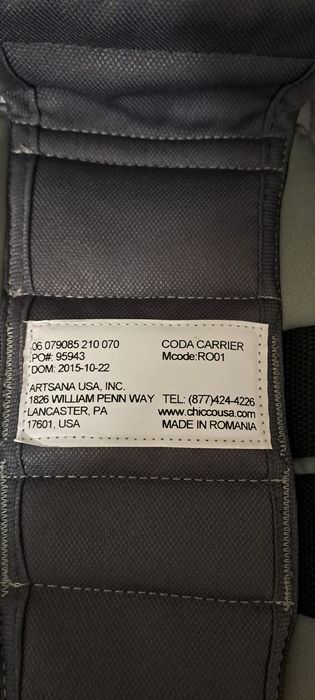 06 079085 210 070 CODA CARRIER
PO#: 95943 Mcode:RO01
DOM: 2015-10-22
ARTSANA USA, INC.
1826 WILLIAM PENN WAY TEL: (877)424-4226
LANCASTER, PA www.chiccousa.com
17601, USA MADE IN ROMANIA